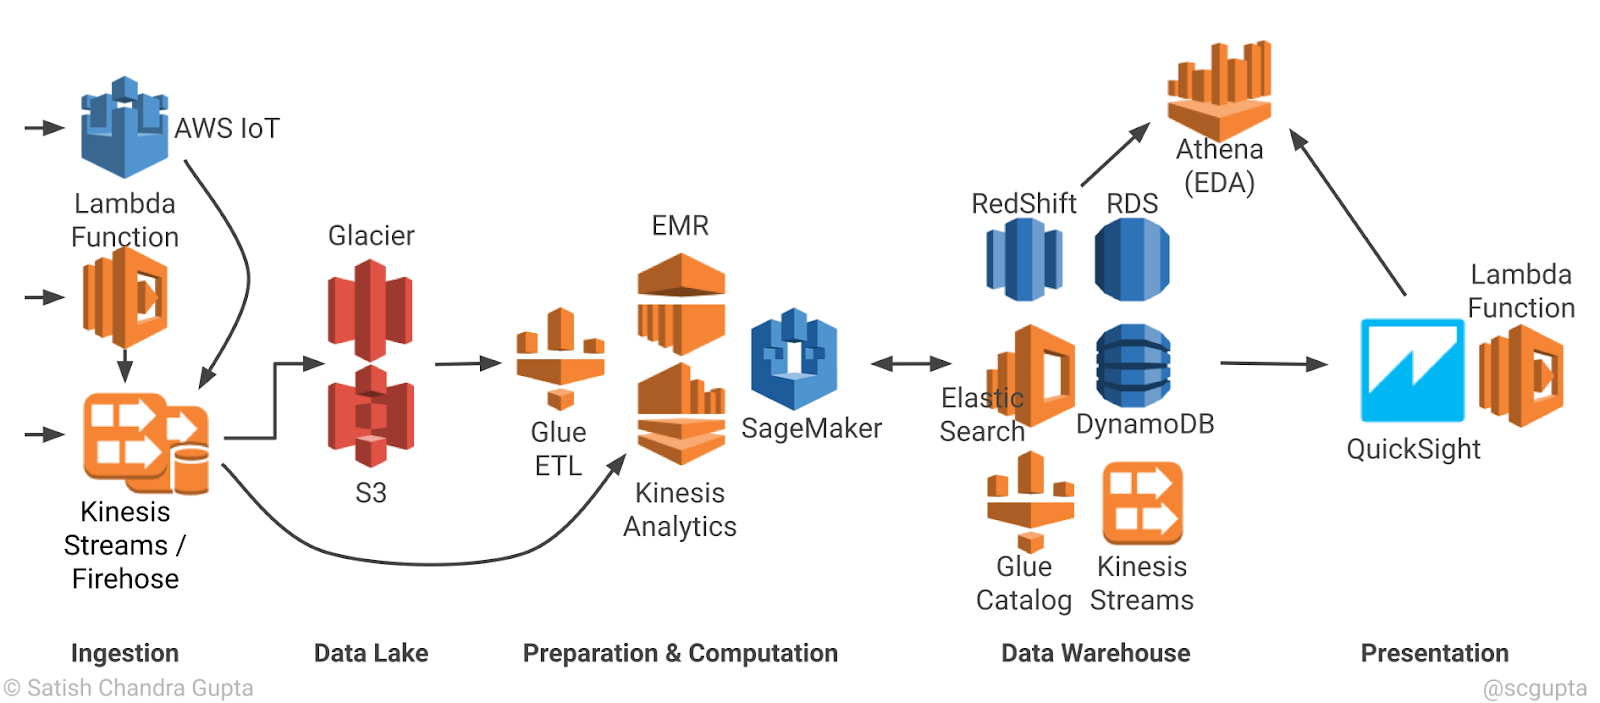 AWS IoT
Lambda
Function
Kinesis
Streams /
Firehose
Glacier
S3
Glue
ETL
EMR
Kinesis
Analytics
SageMaker
RedShift
RDS
Elastic
Search
DynamoDB
Glue
Catalog
Kinesis
Streams
Athena
(EDA)
QuickSight
Lambda
Function
Ingestion
Data Lake
Preparation & Computation
Data Warehouse
Presentation
© Satish Chandra Gupta
@scgupta